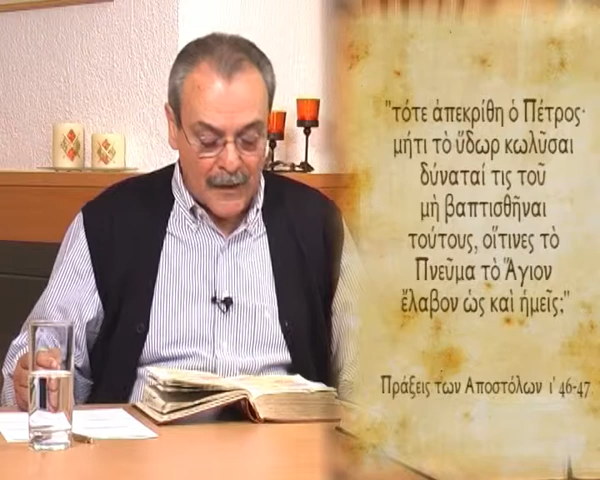 "τότε ἀπεκρίθη ὁ Πέτρος·
μήτι τὸ ὕδωρ κωλῦσαι
δύναταί τις τοῦ
μὴ βαπτισθῆναι
τούτους, οἵτινες τὸ
Πνεῦμα τὸ Ἅγιον
ἔλαβον ὡς καὶ ἡμεῖς;"
Πράξεις των Αποστόλων ι' 46-47